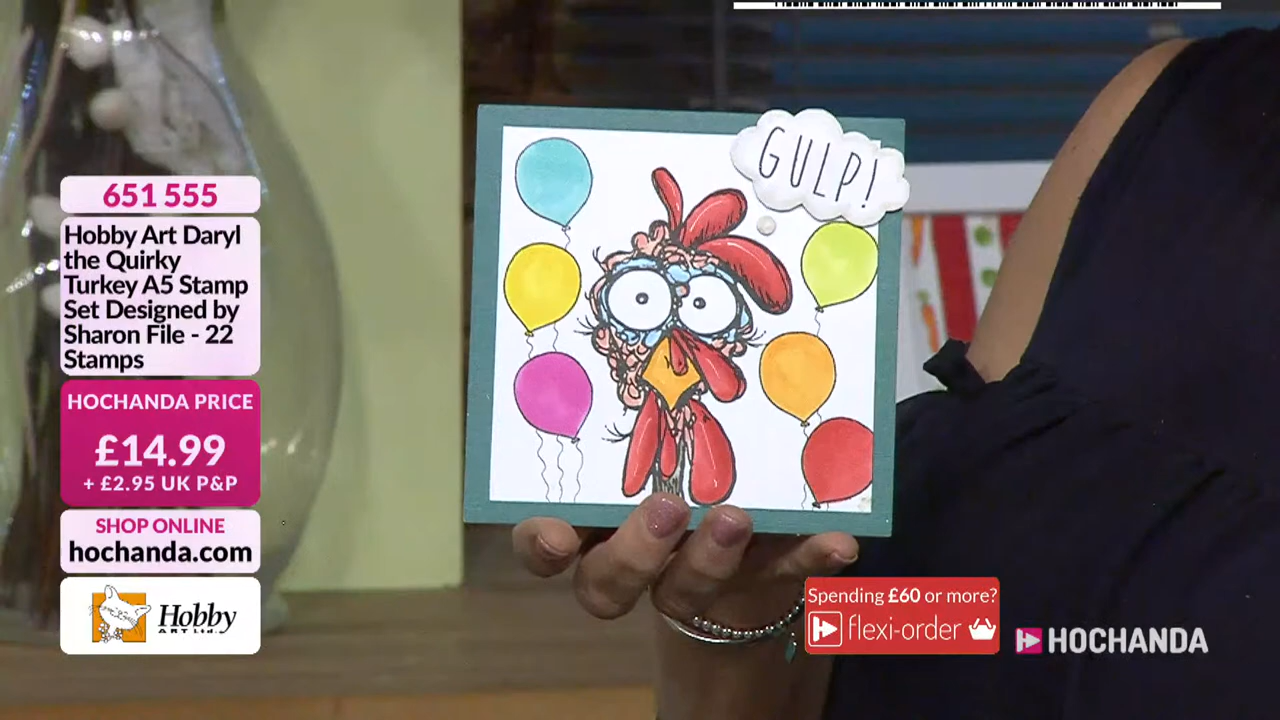 GULP!
651 555
Hobby Art Daryl
the Quirky
Turkey A5 Stamp
Set Designed by
Sharon File - 22
Stamps
HOCHANDA PRICE
£14.99
+ £2.95 UK P&P
SHOP ONLINE
hochanda.com
Hobby
ART Ltd.
Spending £60 or more?
flexi-order
HOCHANDA